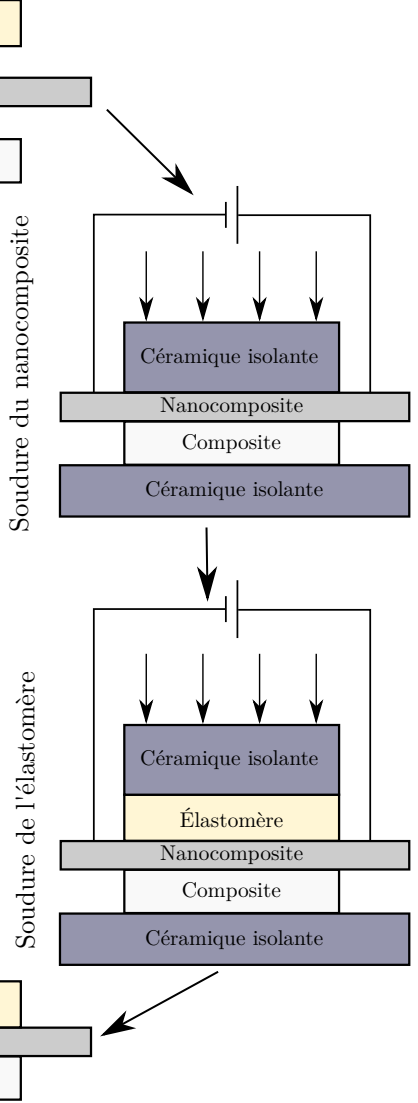 Soudure du nanocomposite
Céramique isolante
Nanocomposite
Composite
Céramique isolante
Soudure de l'élastomère
Céramique isolante
Élastomère
Nanocomposite
Composite
Céramique isolante